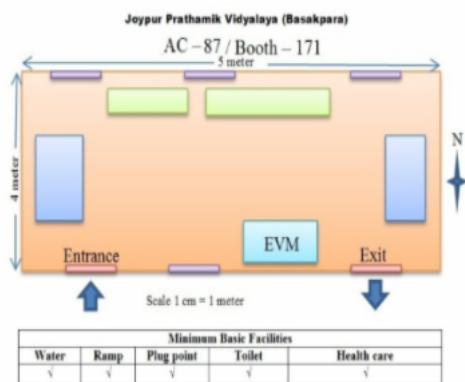 Joypur Prathamik Vidyalaya (Basakpara)
AC – 87 / Booth – 171
5 meter
4 meter
N
EVM
Entrance
Exit
Scale 1 cm = 1 meter
Minimum Basic Facilities
Water Ramp Plug point Toilet Health care
√ √ √ √ √